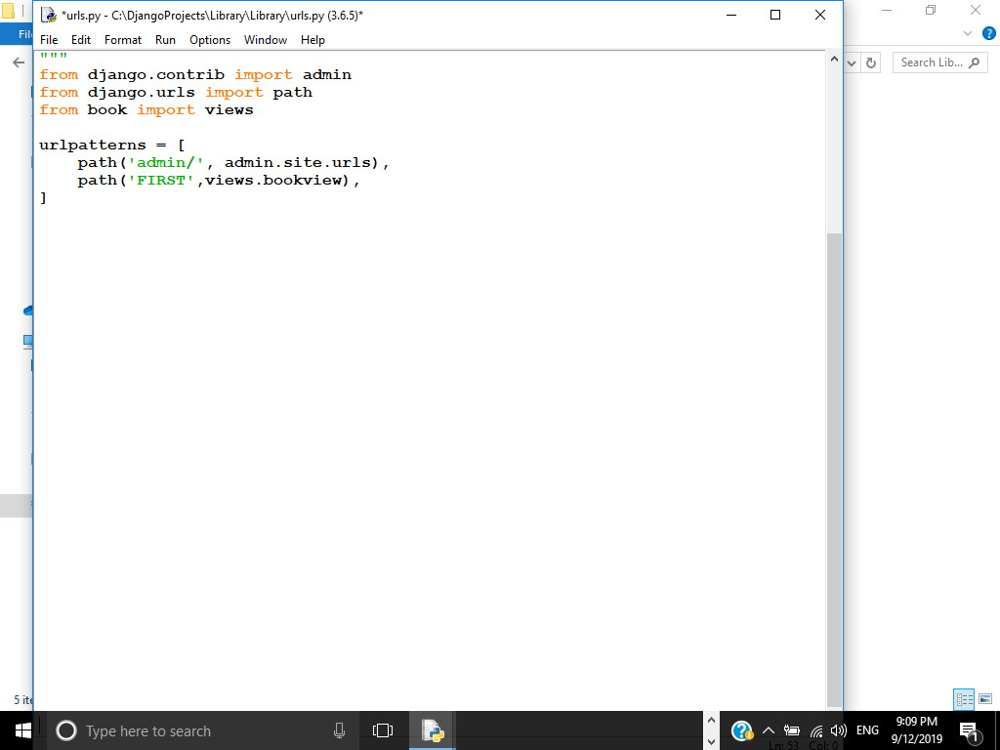 *urls.py - C:\DjangoProjects\Library\Library\urls.py (3.6.5)*
File Edit Format Run Options Window Help
"""
from django.contrib import admin
from django.urls import path
from book import views
urlpatterns = [
    path('admin/', admin.site.urls),
    path('FIRST',views.bookview),
]
Search Lib...
5 ite
Type here to search
ENG
9:09 PM
9/12/2019
1
Ln: 53 Col: 0